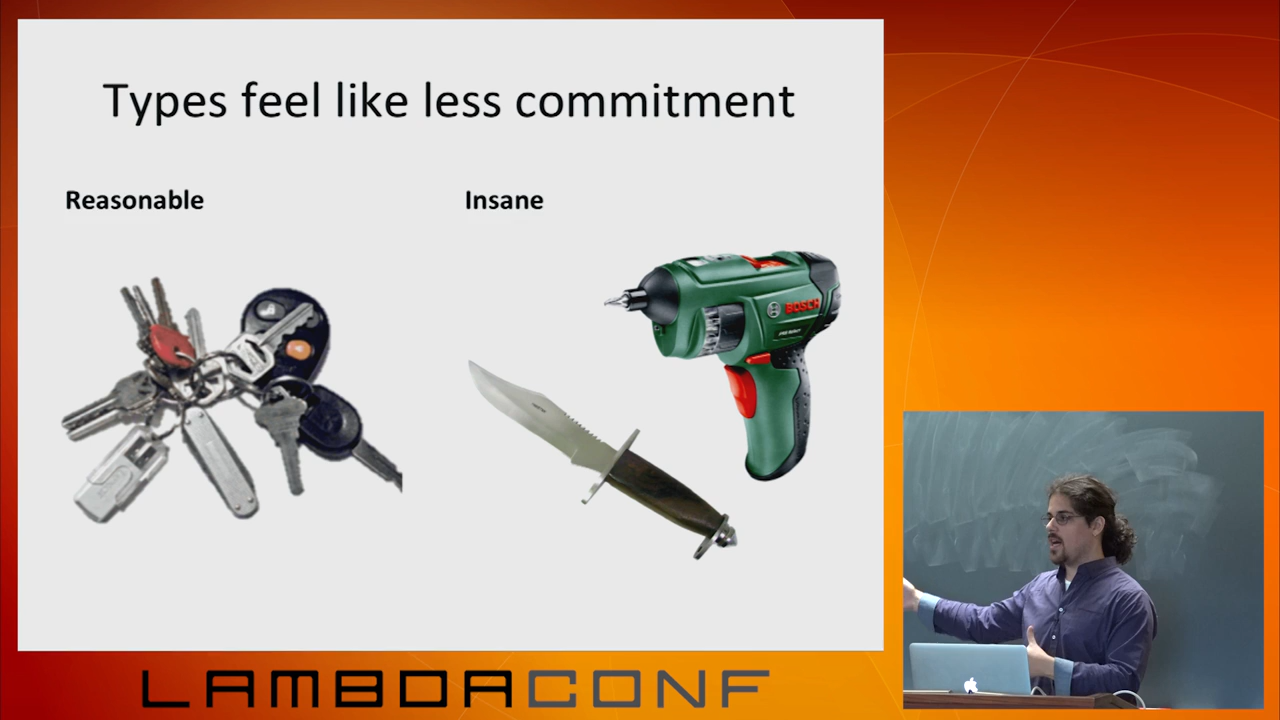 Types feel like less commitment
Reasonable
Insane
BOSCH
LAMBDACONF